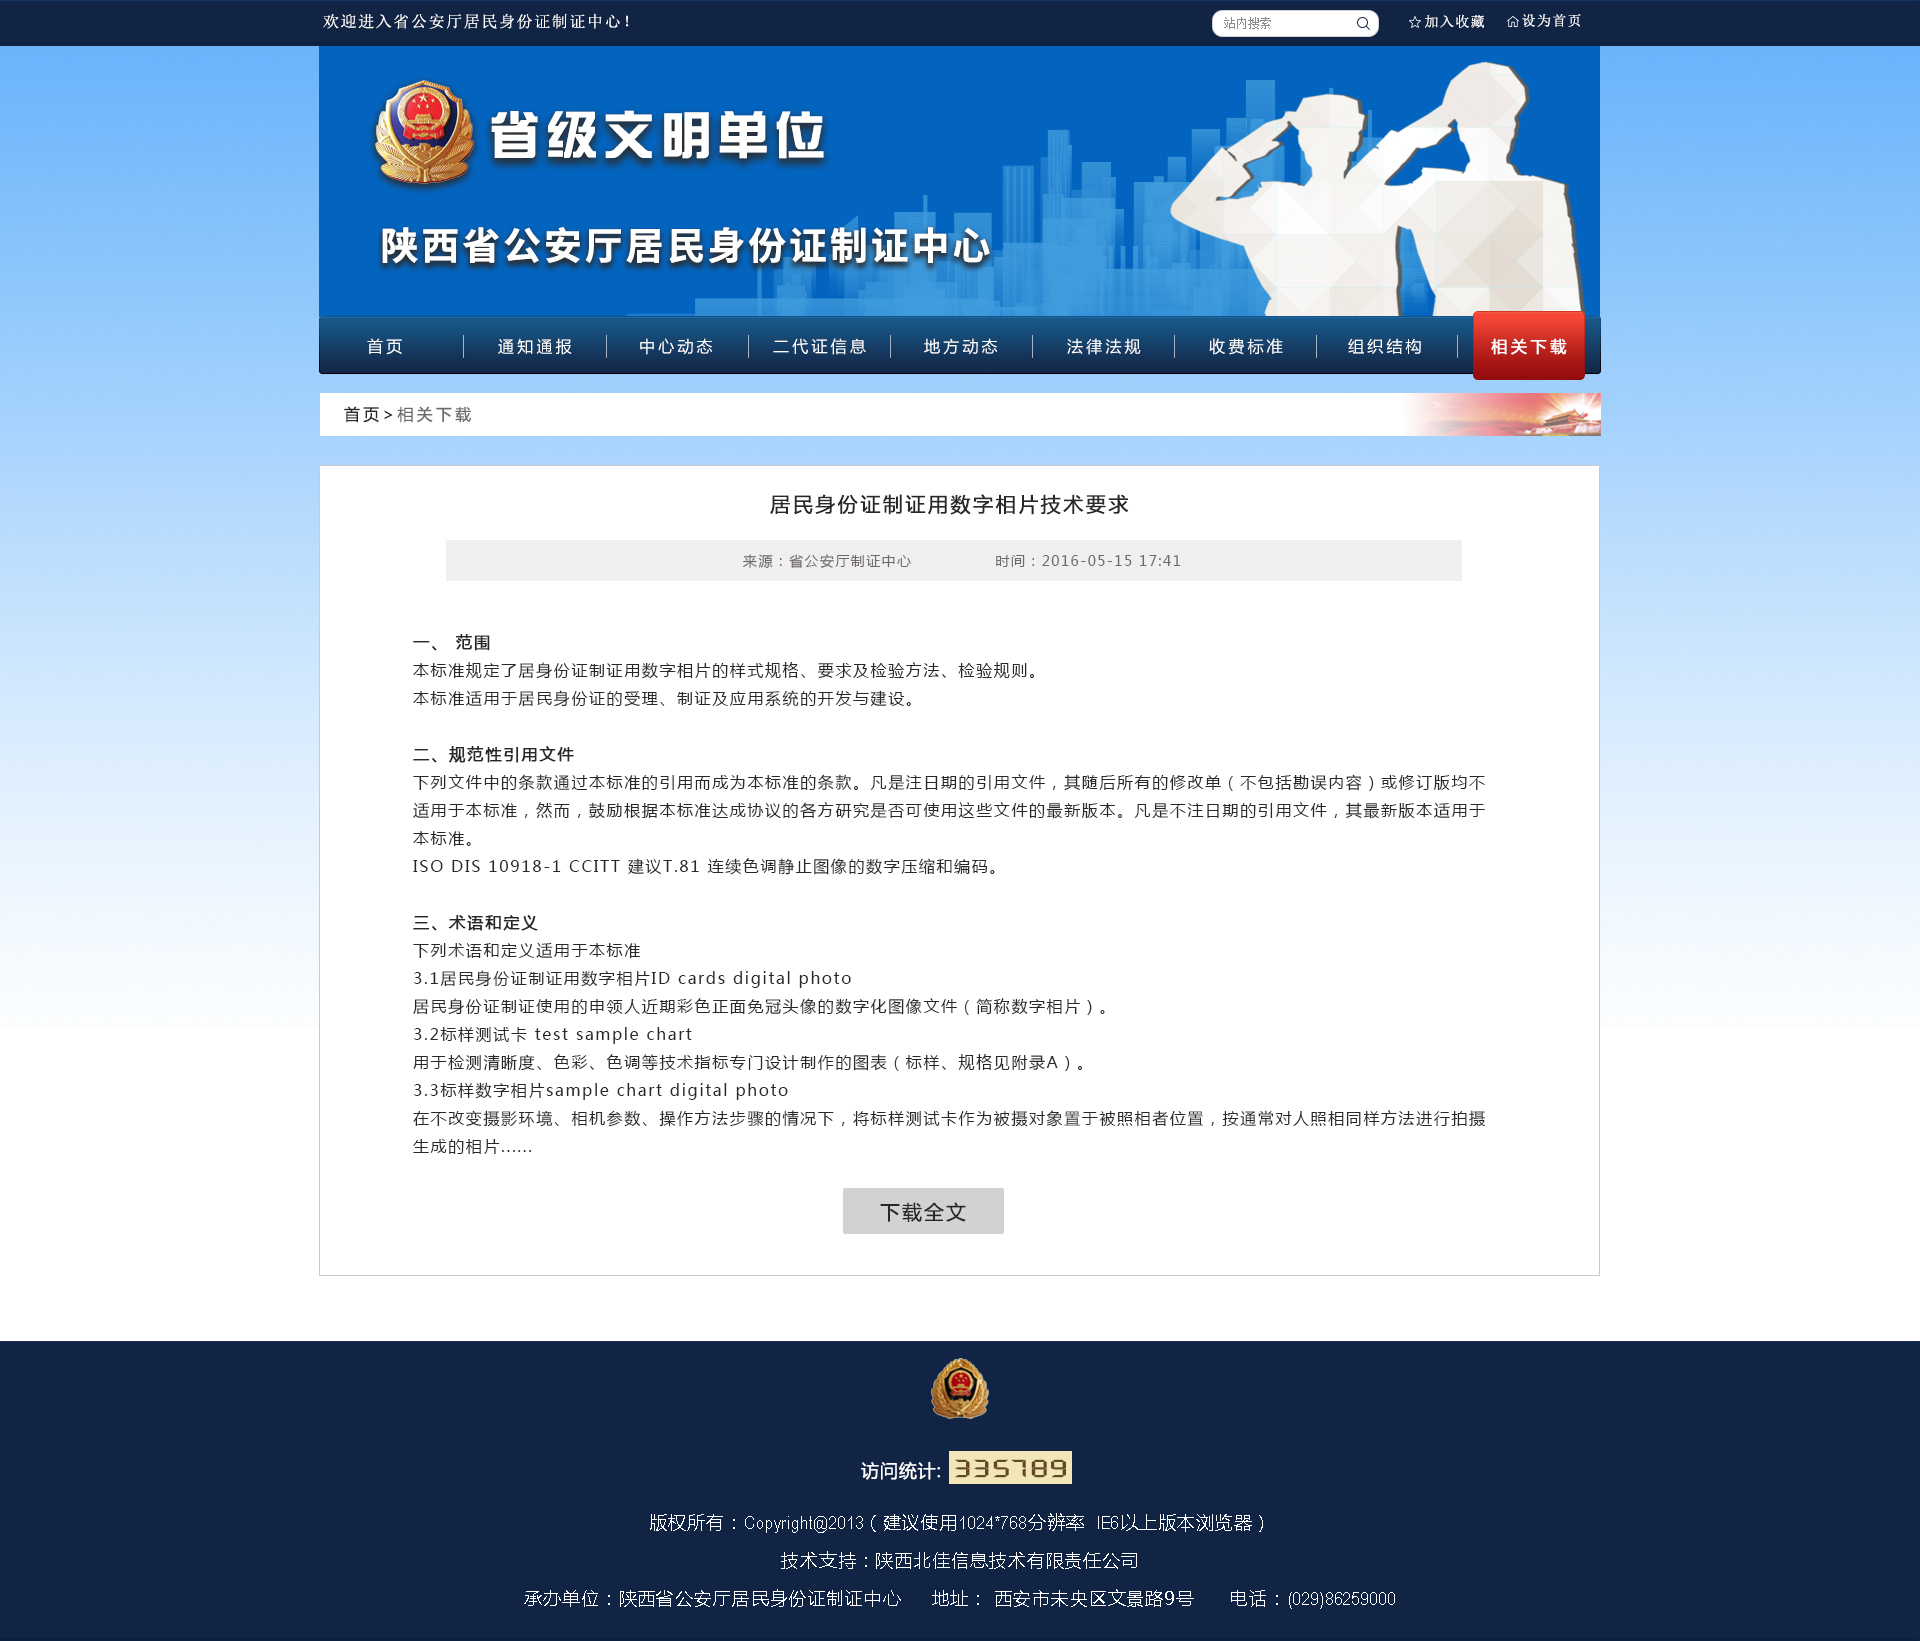 欢迎进入省公安厅居民身份证制证中心！
站内搜索
加入收藏
设为首页
省级文明单位
陕西省公安厅居民身份证制证中心
首页
通知通报
中心动态
二代证信息
地方动态
法律法规
收费标准
组织结构
相关下载
首页>相关下载
居民身份证制证用数字相片技术要求
来源：省公安厅制证中心 时间：2016-05-15 17:41
一、 范围
本标准规定了居身份证制证用数字相片的样式规格、要求及检验方法、检验规则。
本标准适用于居民身份证的受理、制证及应用系统的开发与建设。
二、规范性引用文件
下列文件中的条款通过本标准的引用而成为本标准的条款。凡是注日期的引用文件，其随后所有的修改单（不包括勘误内容）或修订版均不
适用于本标准，然而，鼓励根据本标准达成协议的各方研究是否可使用这些文件的最新版本。凡是不注日期的引用文件，其最新版本适用于
本标准。
ISO DIS 10918-1 CCITT 建议T.81 连续色调静止图像的数字压缩和编码。
三、术语和定义
下列术语和定义适用于本标准
3.1居民身份证制证用数字相片ID cards digital photo
居民身份证制证使用的申领人近期彩色正面免冠头像的数字化图像文件（简称数字相片）。
3.2标样测试卡 test sample chart
用于检测清晰度、色彩、色调等技术指标专门设计制作的图表（标样、规格见附录A）。
3.3标样数字相片sample chart digital photo
在不改变摄影环境、相机参数、操作方法步骤的情况下，将标样测试卡作为被摄对象置于被照相者位置，按通常对人照相同样方法进行拍摄
生成的相片......
下载全文
访问统计: 335789
版权所有：Copyright@2013（建议使用1024*768分辨率 IE6以上版本浏览器）
技术支持：陕西北佳信息技术有限责任公司
承办单位：陕西省公安厅居民身份证制证中心 地址： 西安市未央区文景路9号 电话：(029)86259000